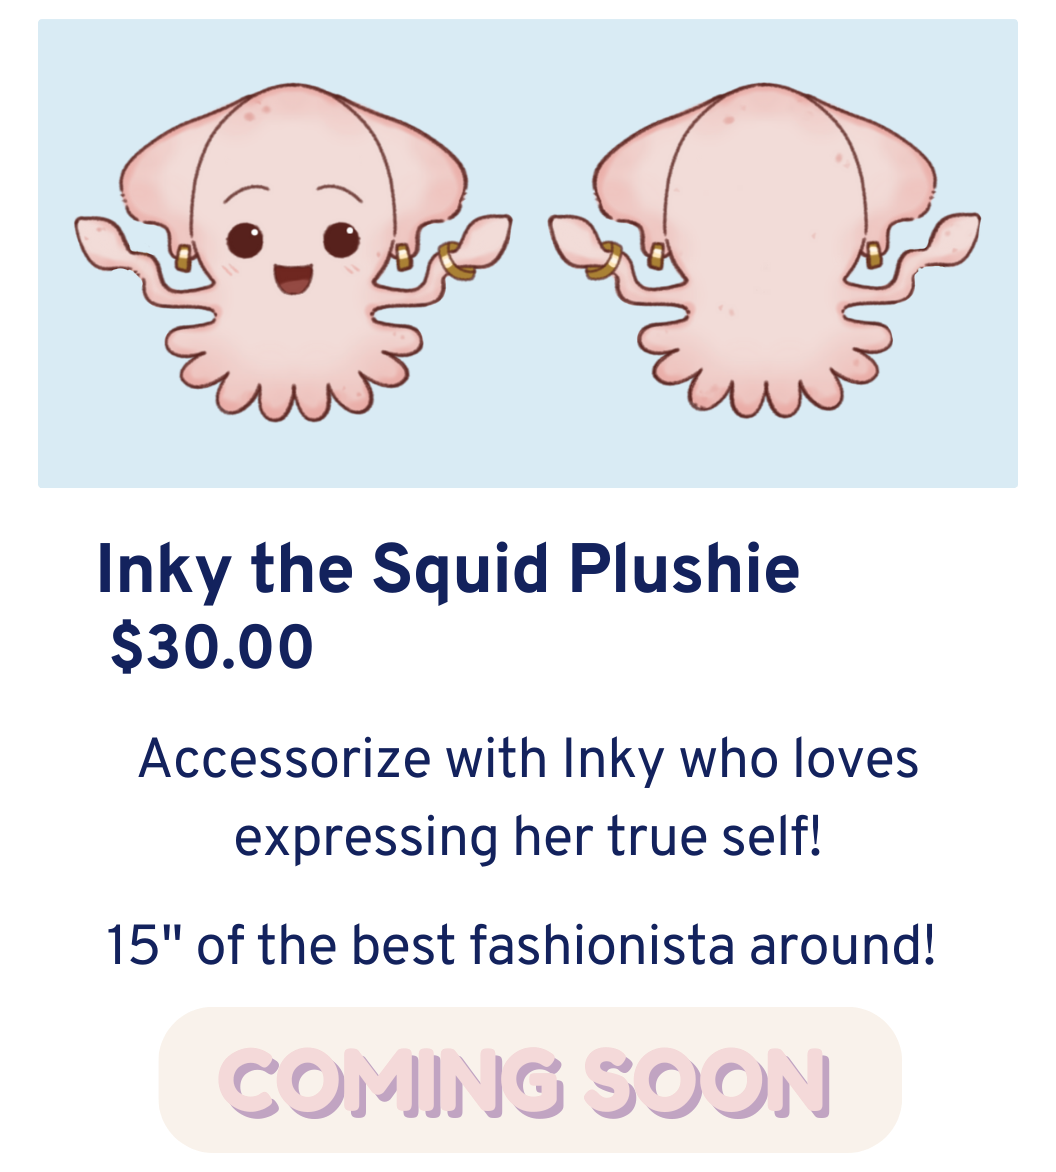 Inky the Squid Plushie
$30.00
Accessorize with Inky who loves
expressing her true self!
15" of the best fashionista around!
COMING SOON